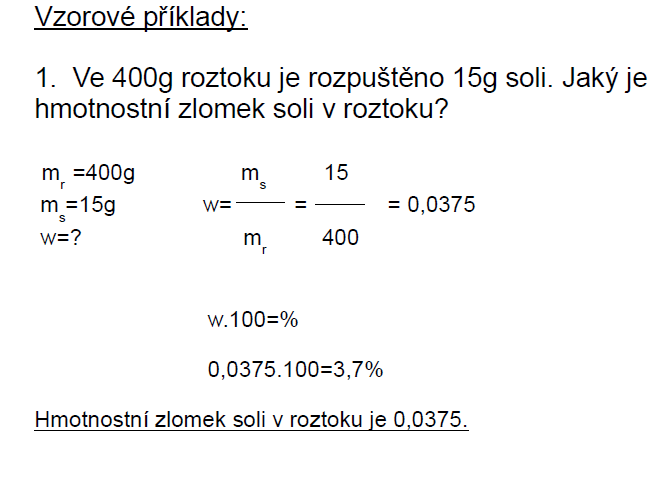 Vzorové příklady:
1. Ve 400g roztoku je rozpuštěno 15g soli. Jaký je
hmotnostní zlomek soli v roztoku?
m_r =400g
m_s=15g
w=?
w= m_s / m_r = 15 / 400 = 0,0375
w.100=%
0,0375.100=3,7%
Hmotnostní zlomek soli v roztoku je 0,0375.